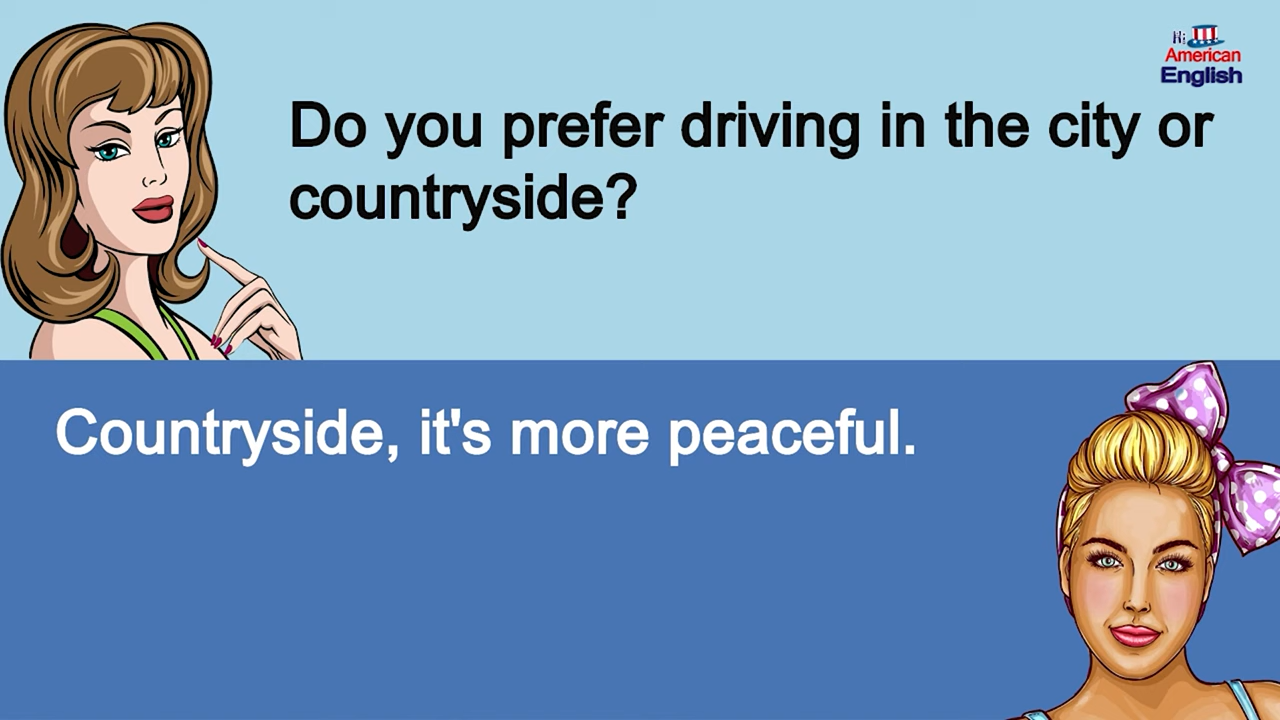 Hi
American
English
Do you prefer driving in the city or
countryside?
Countryside, it's more peaceful.